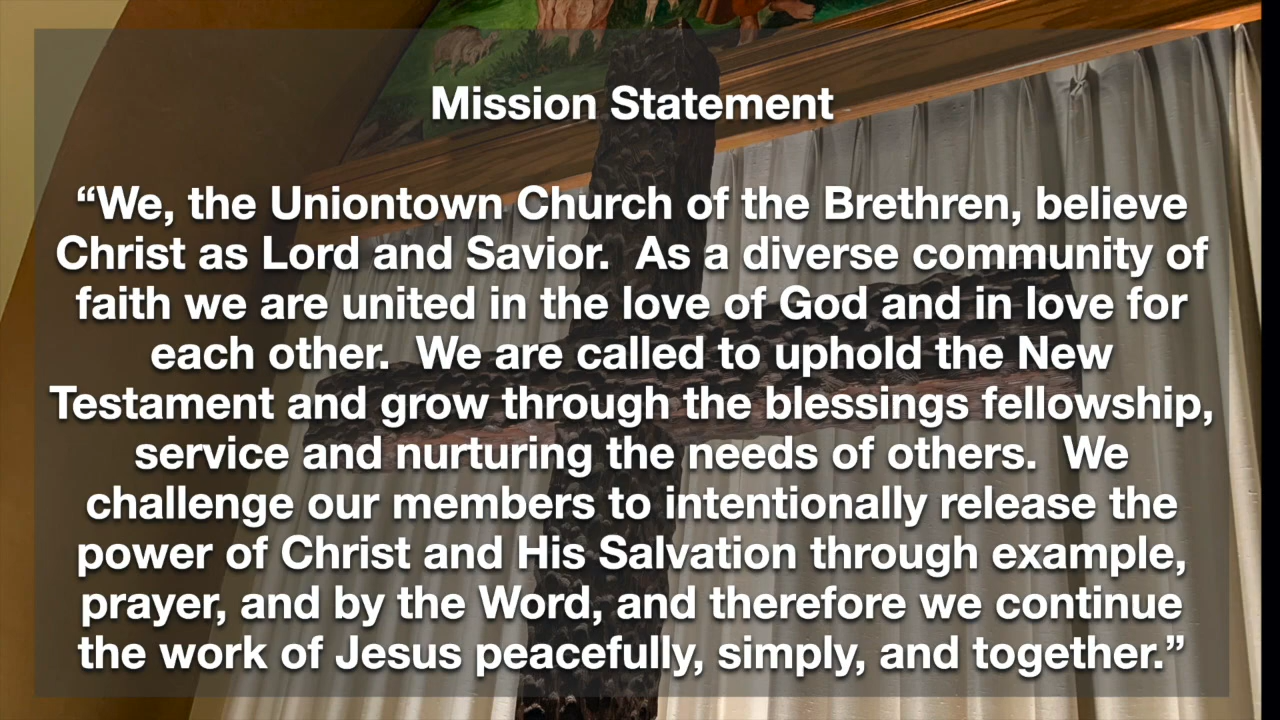 Mission Statement
“We, the Uniontown Church of the Brethren, believe
Christ as Lord and Savior.  As a diverse community of
faith we are united in the love of God and in love for
each other.  We are called to uphold the New
Testament and grow through the blessings fellowship,
service and nurturing the needs of others.  We
challenge our members to intentionally release the
power of Christ and His Salvation through example,
prayer, and by the Word, and therefore we continue
the work of Jesus peacefully, simply, and together.”